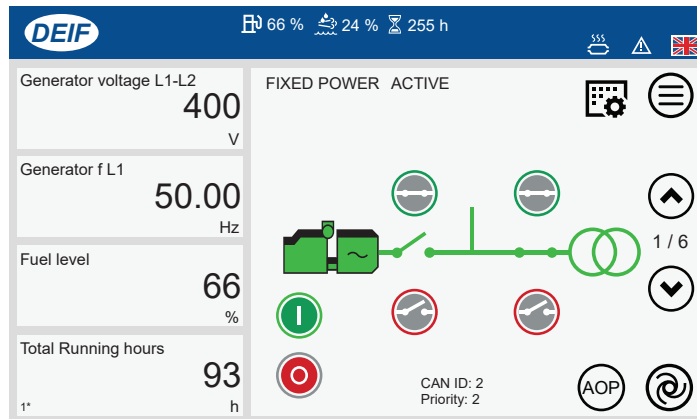 DEIF
66 % 24 % 255 h
Generator voltage L1-L2
400
V
Generator f L1
50.00
Hz
Fuel level
66
%
Total Running hours
93
1* h
FIXED POWER ACTIVE
1 / 6
CAN ID: 2
Priority: 2
AOP